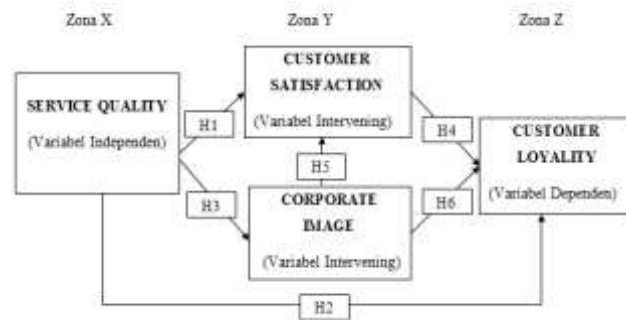 Zona X
Zona Y
Zona Z
SERVICE QUALITY
(Variabel Independen)
H1
H3
CUSTOMER
SATISFACTION
(Variabel Intervening)
H5
CORPORATE
IMAGE
(Variabel Intervening)
H4
H6
CUSTOMER
LOYALITY
(Variabel Dependen)
H2